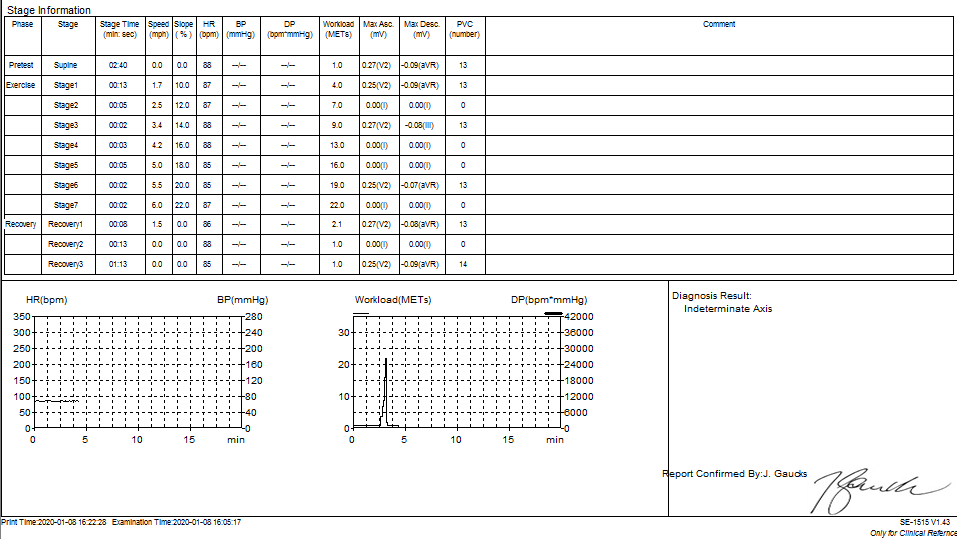 Stage Information
Phase Stage Stage Time (min: sec) Speed (mph) Slope ( % ) HR (bpm) BP (mmHg) DP (bpm*mmHg) Workload (METs) Max Asc. (mV) Max Desc. (mV) PVC (number) Comment
Pretest Supine 02:40 0.0 0.0 88 --/-- --/-- 1.0 0.27(V2) -0.09(aVR) 13
Exercise Stage1 00:13 1.7 10.0 87 --/-- --/-- 4.0 0.25(V2) -0.09(aVR) 13
Stage2 00:05 2.5 12.0 87 --/-- --/-- 7.0 0.00(I) 0.00(I) 0
Stage3 00:02 3.4 14.0 88 --/-- --/-- 9.0 0.27(V2) -0.08(III) 13
Stage4 00:03 4.2 16.0 88 --/-- --/-- 13.0 0.00(I) 0.00(I) 0
Stage5 00:05 5.0 18.0 85 --/-- --/-- 16.0 0.00(I) 0.00(I) 0
Stage6 00:02 5.5 20.0 85 --/-- --/-- 19.0 0.25(V2) -0.07(aVR) 13
Stage7 00:02 6.0 22.0 87 --/-- --/-- 22.0 0.00(I) 0.00(I) 0
Recovery Recovery1 00:08 1.5 0.0 86 --/-- --/-- 2.1 0.27(V2) -0.08(aVR) 13
Recovery2 00:13 0.0 0.0 88 --/-- --/-- 1.0 0.00(I) 0.00(I) 0
Recovery3 01:13 0.0 0.0 85 --/-- --/-- 1.0 0.25(V2) -0.09(aVR) 14
HR(bpm) BP(mmHg) Workload(METs) DP(bpm*mmHg)
350 280 42000
300 240 30 36000
250 200 30000
200 160 20 24000
150 120 18000
100 80 10 12000
50 40 6000
0 0 0 0
0 5 10 15 min 0 5 10 15 min
Diagnosis Result:
Indeterminate Axis
Report Confirmed By:J. Gaucks
J Gaucks
Print Time:2020-01-08 16:22:28 Examination Time:2020-01-08 16:05:17 SE-1515 V1.43
Only for Clinical Refernce